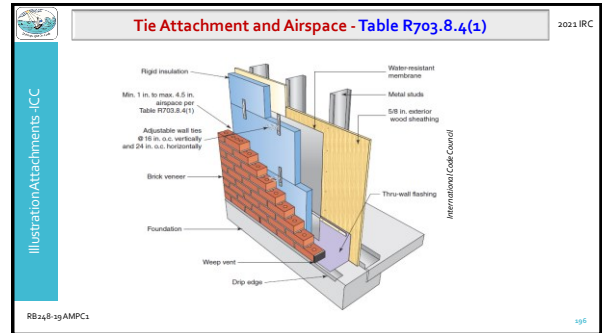 Tie Attachment and Airspace - Table R703.8.4(1)
2021 IRC
Illustration Attachments -ICC
Rigid insulation
Min. 1 in. to max. 4.5 in.
airspace per
Table R703.8.4(1)
Adjustable wall ties
@ 16 in. o.c. vertically
and 24 in. o.c. horizontally
Brick veneer
Foundation
Weep vent
Drip edge
Water-resistant
membrane
Metal studs
5/8 in. exterior
wood sheathing
Thru-wall flashing
International Code Council
RB248-19 AMPC1
196